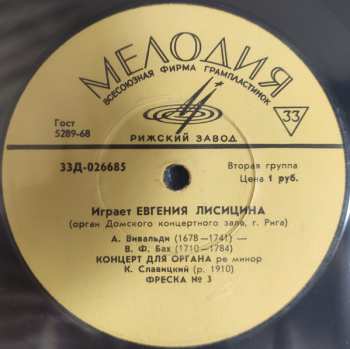 МЕЛОДИЯ
ВСЕСОЮЗНАЯ ФИРМА ГРАМПЛАСТИНОК
33
Гост
5289-68
РИЖСКИЙ ЗАВОД
33Д-026685
Вторая группа
Цена 1 руб.
Играет ЕВГЕНИЯ ЛИСИЦИНА
(орган Домского концертного зала, г. Рига)
А. Вивальди (1678—1741) —
В. Ф. Бах (1710—1784)
КОНЦЕРТ ДЛЯ ОРГАНА ре минор
К. Славицкий (р. 1910)
ФРЕСКА № 3